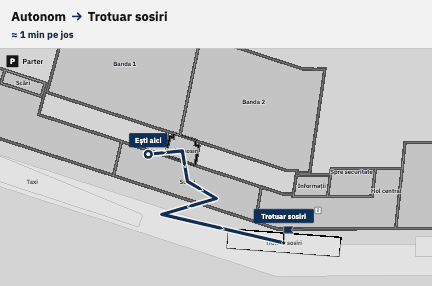 Autonom → Trotuar sosiri
≈ 1 min pe jos
P Parter
Scări
Banda 1
Banda 2
Ești aici
Spre securitate
Informații
Hol central
Taxi
Trotuar sosiri
i
sosiri